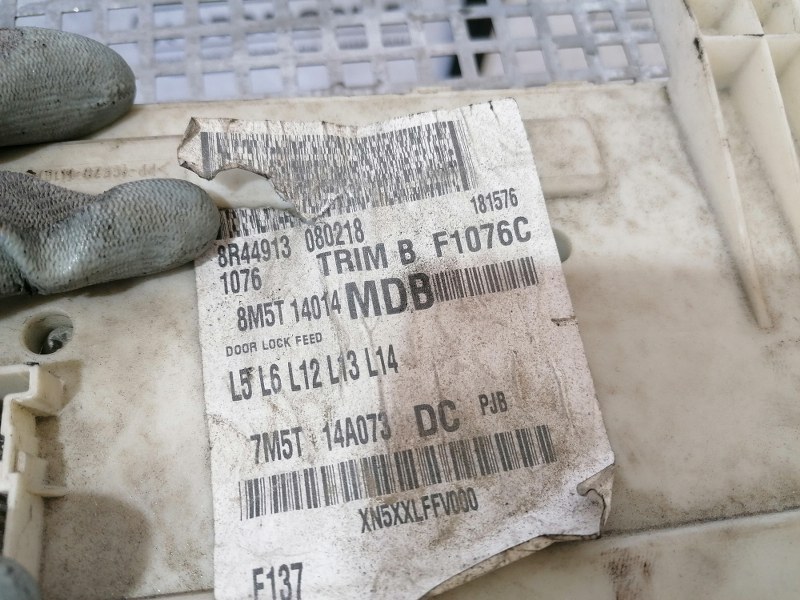 181576
8R44913 080218
1076 TRIM B F1076C
8M5T 14014 MDB
DOOR LOCK FEED
L5 L6 L12 L13 L14
7M5T 14A073 DC PJB
XN5XXLFFV000
F137